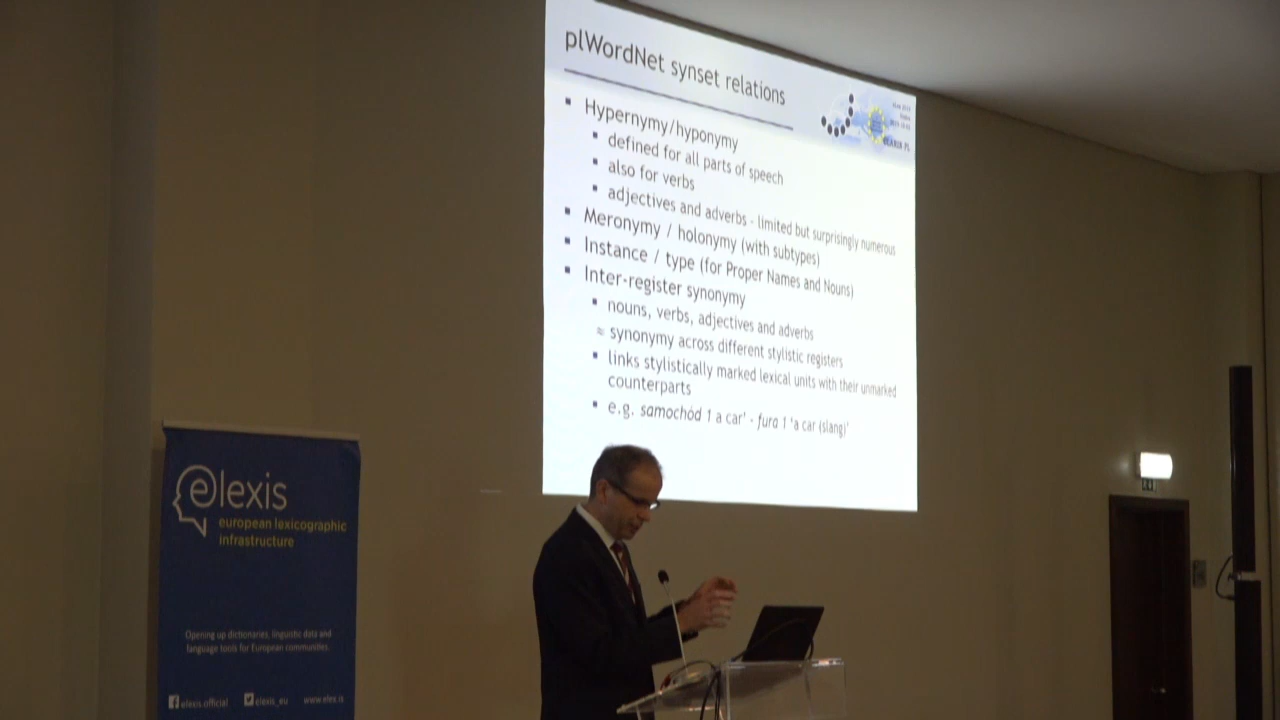 plWordNet synset relations
▪ Hypernymy/hyponymy
▪ defined for all parts of speech
▪ also for verbs
▪ adjectives and adverbs - limited but surprisingly numerous
▪ Meronymy / holonymy (with subtypes)
▪ Instance / type (for Proper Names and Nouns)
▪ Inter-register synonymy
▪ nouns, verbs, adjectives and adverbs
≈ synonymy across different stylistic registers
▪ links stylistically marked lexical units with their unmarked
counterparts
▪ e.g. samochód 1 a car' - fura 1 'a car (slang)'
elexis
european lexicographic
infrastructure
Opening up dictionaries, linguistic data and
language tools for European communities.
elexis.official elexis_eu www.elex.is